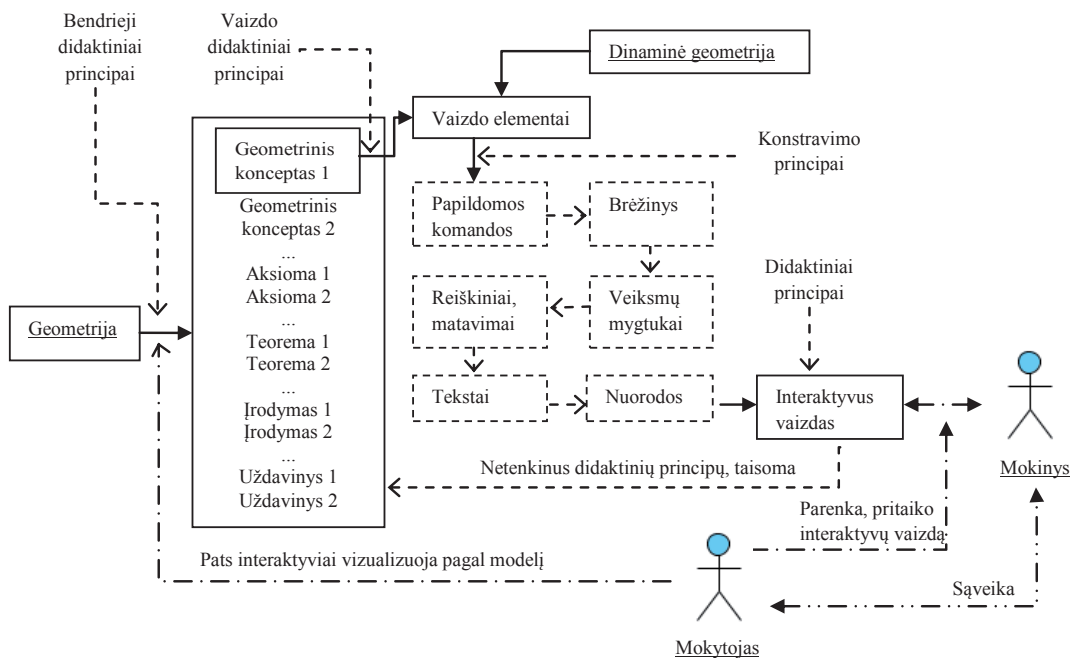 Bendrieji
didaktiniai
principai
Vaizdo
didaktiniai
principai
Dinaminė geometrija
Vaizdo elementai
Konstravimo
principai
Geometrinis
konceptas 1
Geometrinis
konceptas 2
...
Aksioma 1
Aksioma 2
...
Teorema 1
Teorema 2
...
Įrodymas 1
Įrodymas 2
...
Uždavinys 1
Uždavinys 2
Geometrija
Papildomos
komandos
Brėžinys
Reiškiniai,
matavimai
Veiksmų
mygtukai
Didaktiniai
principai
Tekstai
Nuorodos
Interaktyvus
vaizdas
Mokinys
Netenkinus didaktinių principų, taisoma
Parenka, pritaiko
interaktyvų vaizdą
Pats interaktyviai vizualizuoja pagal modelį
Sąveika
Mokytojas